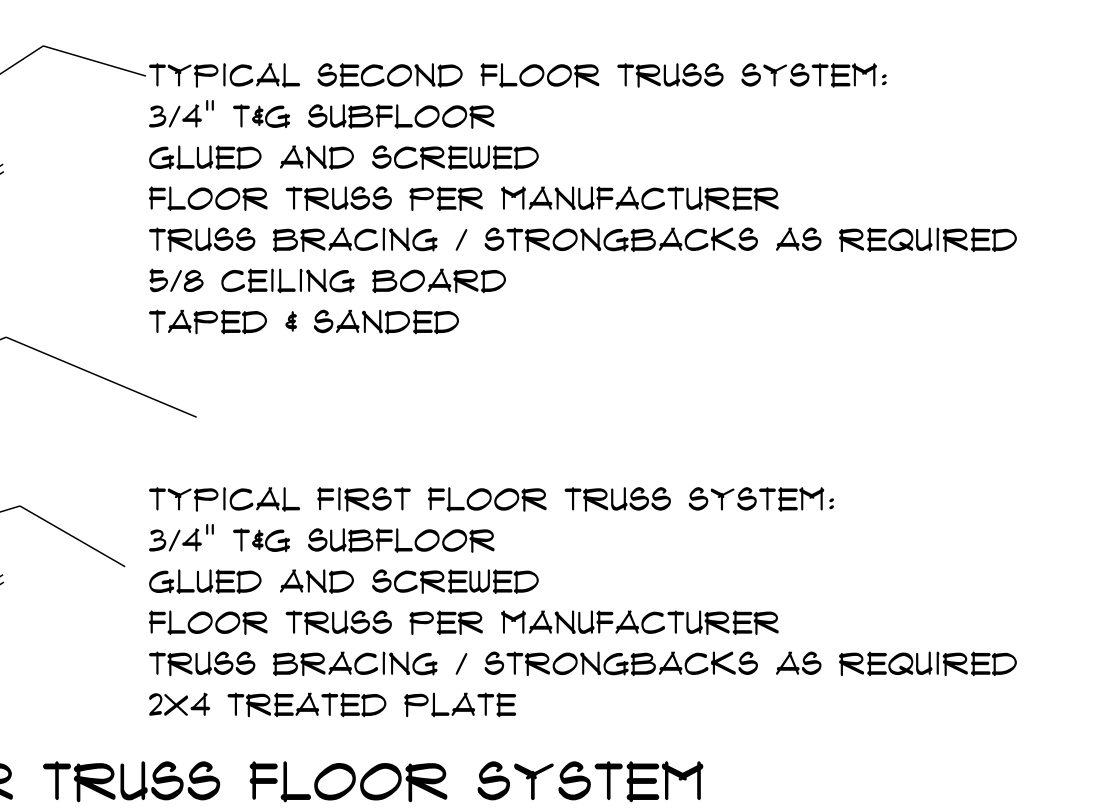 TYPICAL SECOND FLOOR TRUSS SYSTEM:
3/4" T&G SUBFLOOR
GLUED AND SCREWED
FLOOR TRUSS PER MANUFACTURER
TRUSS BRACING / STRONGBACKS AS REQUIRED
5/8 CEILING BOARD
TAPED & SANDED
TYPICAL FIRST FLOOR TRUSS SYSTEM:
3/4" T&G SUBFLOOR
GLUED AND SCREWED
FLOOR TRUSS PER MANUFACTURER
TRUSS BRACING / STRONGBACKS AS REQUIRED
2X4 TREATED PLATE
R TRUSS FLOOR SYSTEM